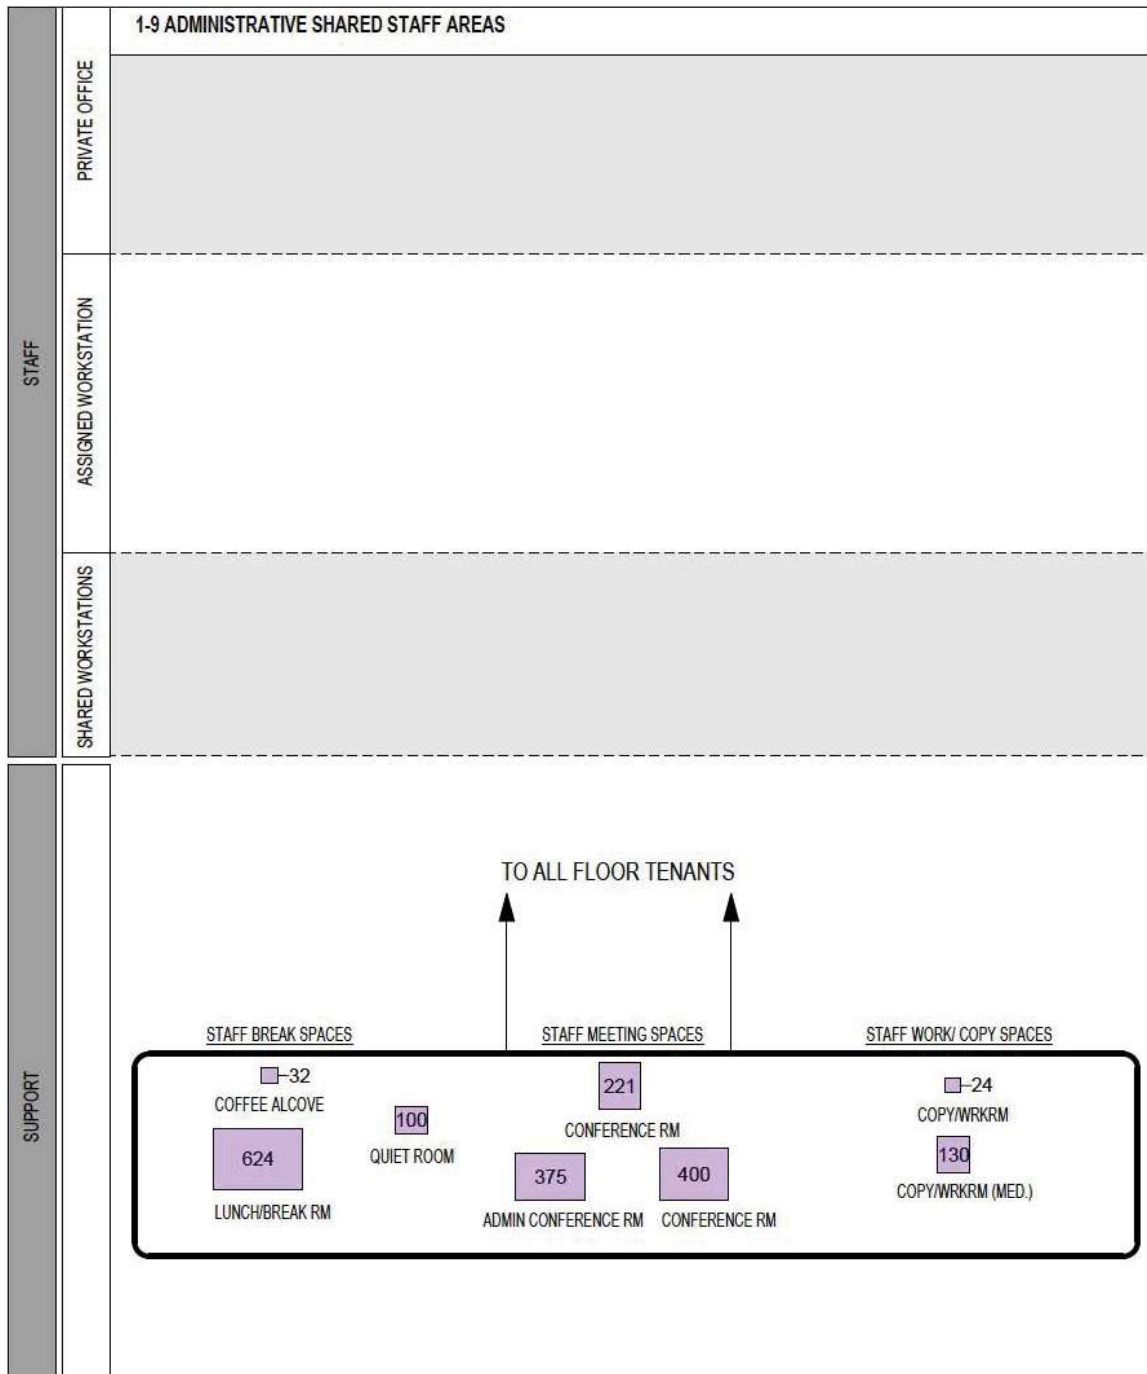 1-9 ADMINISTRATIVE SHARED STAFF AREAS
STAFF
PRIVATE OFFICE
ASSIGNED WORKSTATION
SHARED WORKSTATIONS
SUPPORT
TO ALL FLOOR TENANTS
STAFF BREAK SPACES
32
COFFEE ALCOVE
100
QUIET ROOM
624
LUNCH/BREAK RM
STAFF MEETING SPACES
221
CONFERENCE RM
375
ADMIN CONFERENCE RM
400
CONFERENCE RM
STAFF WORK/ COPY SPACES
24
COPY/WRKRM
130
COPY/WRKRM (MED.)